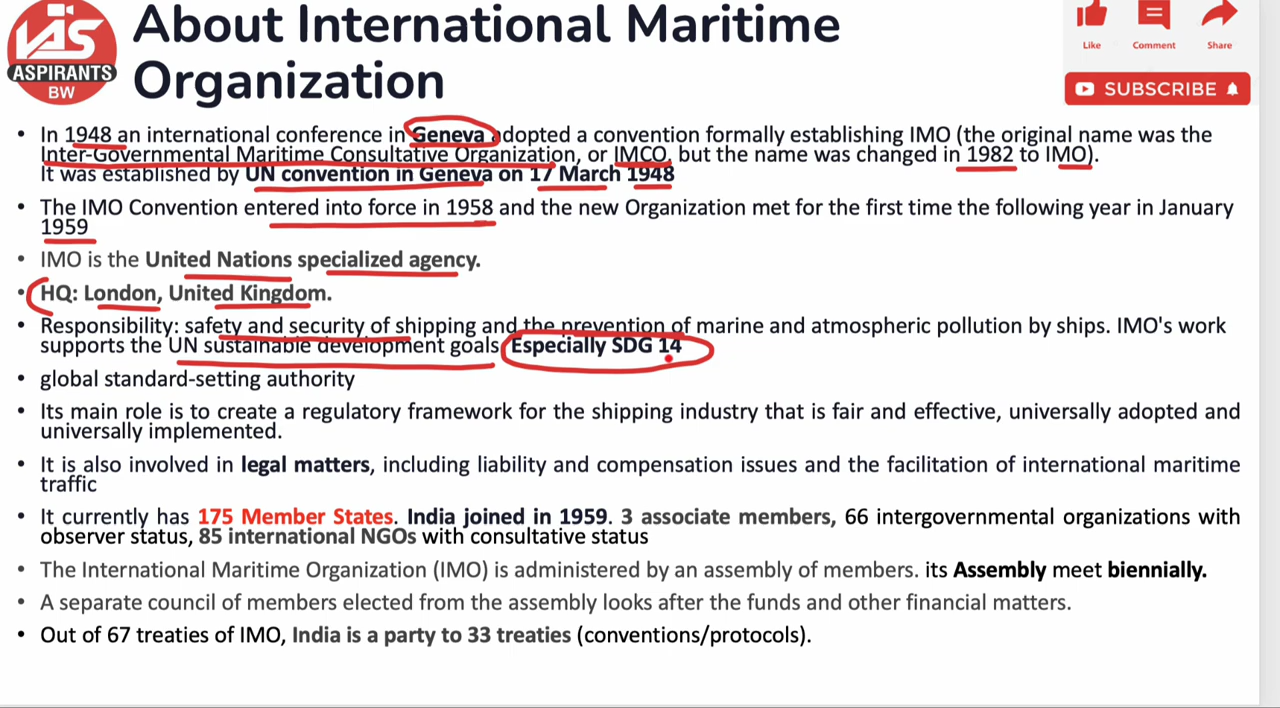 IAS
ASPIRANTS
BW
About International Maritime
Organization
Like
Comment
Share
SUBSCRIBE
• In 1948 an international conference in Geneva adopted a convention formally establishing IMO (the original name was the
Inter-Governmental Maritime Consultative Organization, or IMCO, but the name was changed in 1982 to IMO).
It was established by UN convention in Geneva on 17 March 1948
• The IMO Convention entered into force in 1958 and the new Organization met for the first time the following year in January
1959
• IMO is the United Nations specialized agency.
• HQ: London, United Kingdom.
• Responsibility: safety and security of shipping and the prevention of marine and atmospheric pollution by ships. IMO's work
supports the UN sustainable development goals Especially SDG 14
• global standard-setting authority
• Its main role is to create a regulatory framework for the shipping industry that is fair and effective, universally adopted and
universally implemented.
• It is also involved in legal matters, including liability and compensation issues and the facilitation of international maritime
traffic
• It currently has 175 Member States. India joined in 1959. 3 associate members, 66 intergovernmental organizations with
observer status, 85 international NGOs with consultative status
• The International Maritime Organization (IMO) is administered by an assembly of members. its Assembly meet biennially.
• A separate council of members elected from the assembly looks after the funds and other financial matters.
• Out of 67 treaties of IMO, India is a party to 33 treaties (conventions/protocols).